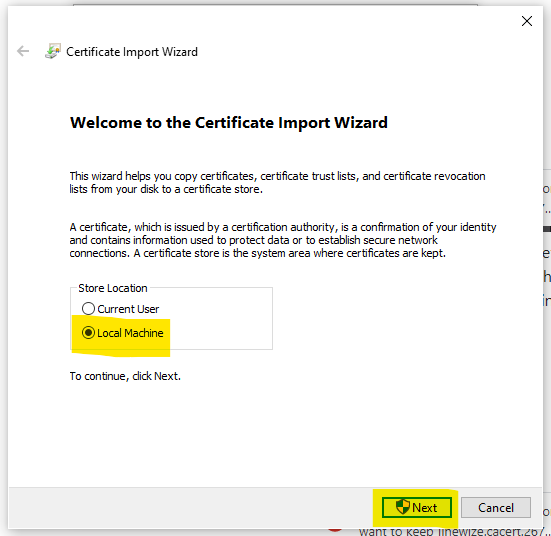 Certificate Import Wizard
Welcome to the Certificate Import Wizard
This wizard helps you copy certificates, certificate trust lists, and certificate revocation
lists from your disk to a certificate store.
A certificate, which is issued by a certification authority, is a confirmation of your identity
and contains information used to protect data or to establish secure network
connections. A certificate store is the system area where certificates are kept.
Store Location
Current User
Local Machine
To continue, click Next.
Next
Cancel
want to keep linewize.cacert.267...